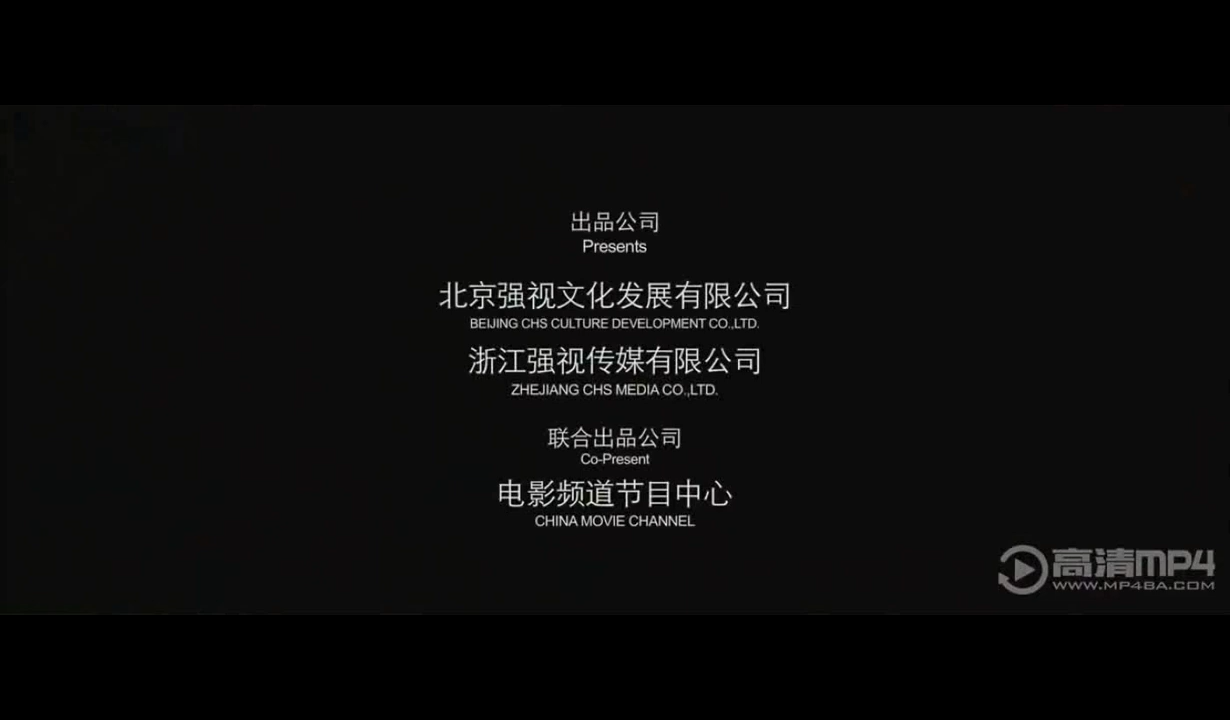 出品公司
Presents
北京强视文化发展有限公司
BEIJING CHS CULTURE DEVELOPMENT CO.,LTD.
浙江强视传媒有限公司
ZHEJIANG CHS MEDIA CO.,LTD.
联合出品公司
Co-Present
电影频道节目中心
CHINA MOVIE CHANNEL
高清MP4
WWW.MP4BA.COM